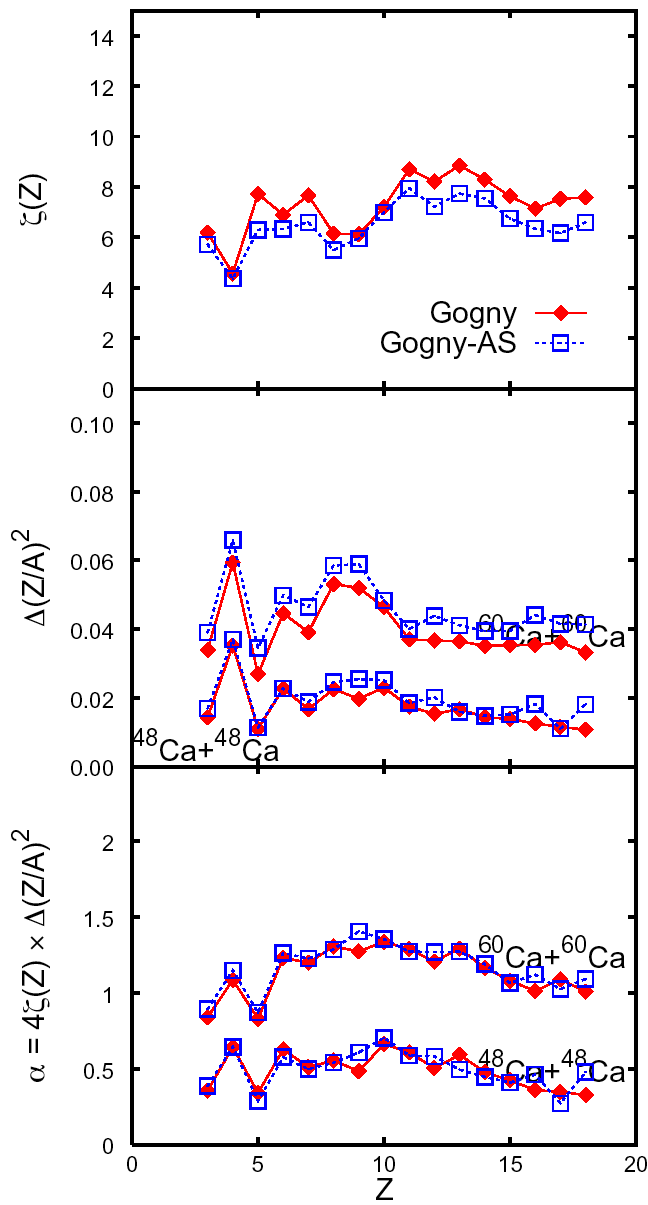 14
12
10
8
6
4
2
0
ζ(Z)
Gogny
Gogny-AS
0.10
0.08
0.06
0.04
0.02
0.00
Δ(Z/A)²
⁶⁰Ca+⁶⁰Ca
⁴⁸Ca+⁴⁸Ca
2
1.5
1
0.5
0
α = 4ζ(Z) × Δ(Z/A)²
⁶⁰Ca+⁶⁰Ca
⁴⁸Ca+⁴⁸Ca
0 5 10 15 20
Z